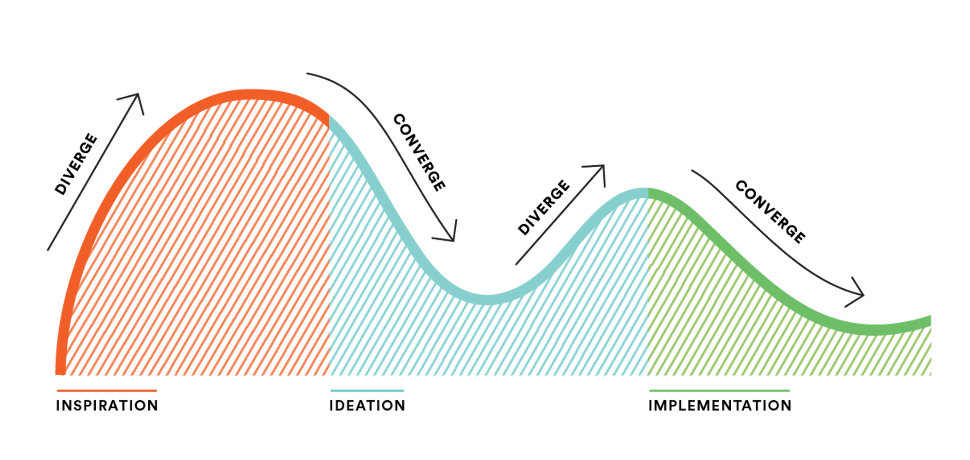 DIVERGE
CONVERGE
DIVERGE
CONVERGE
INSPIRATION
IDEATION
IMPLEMENTATION